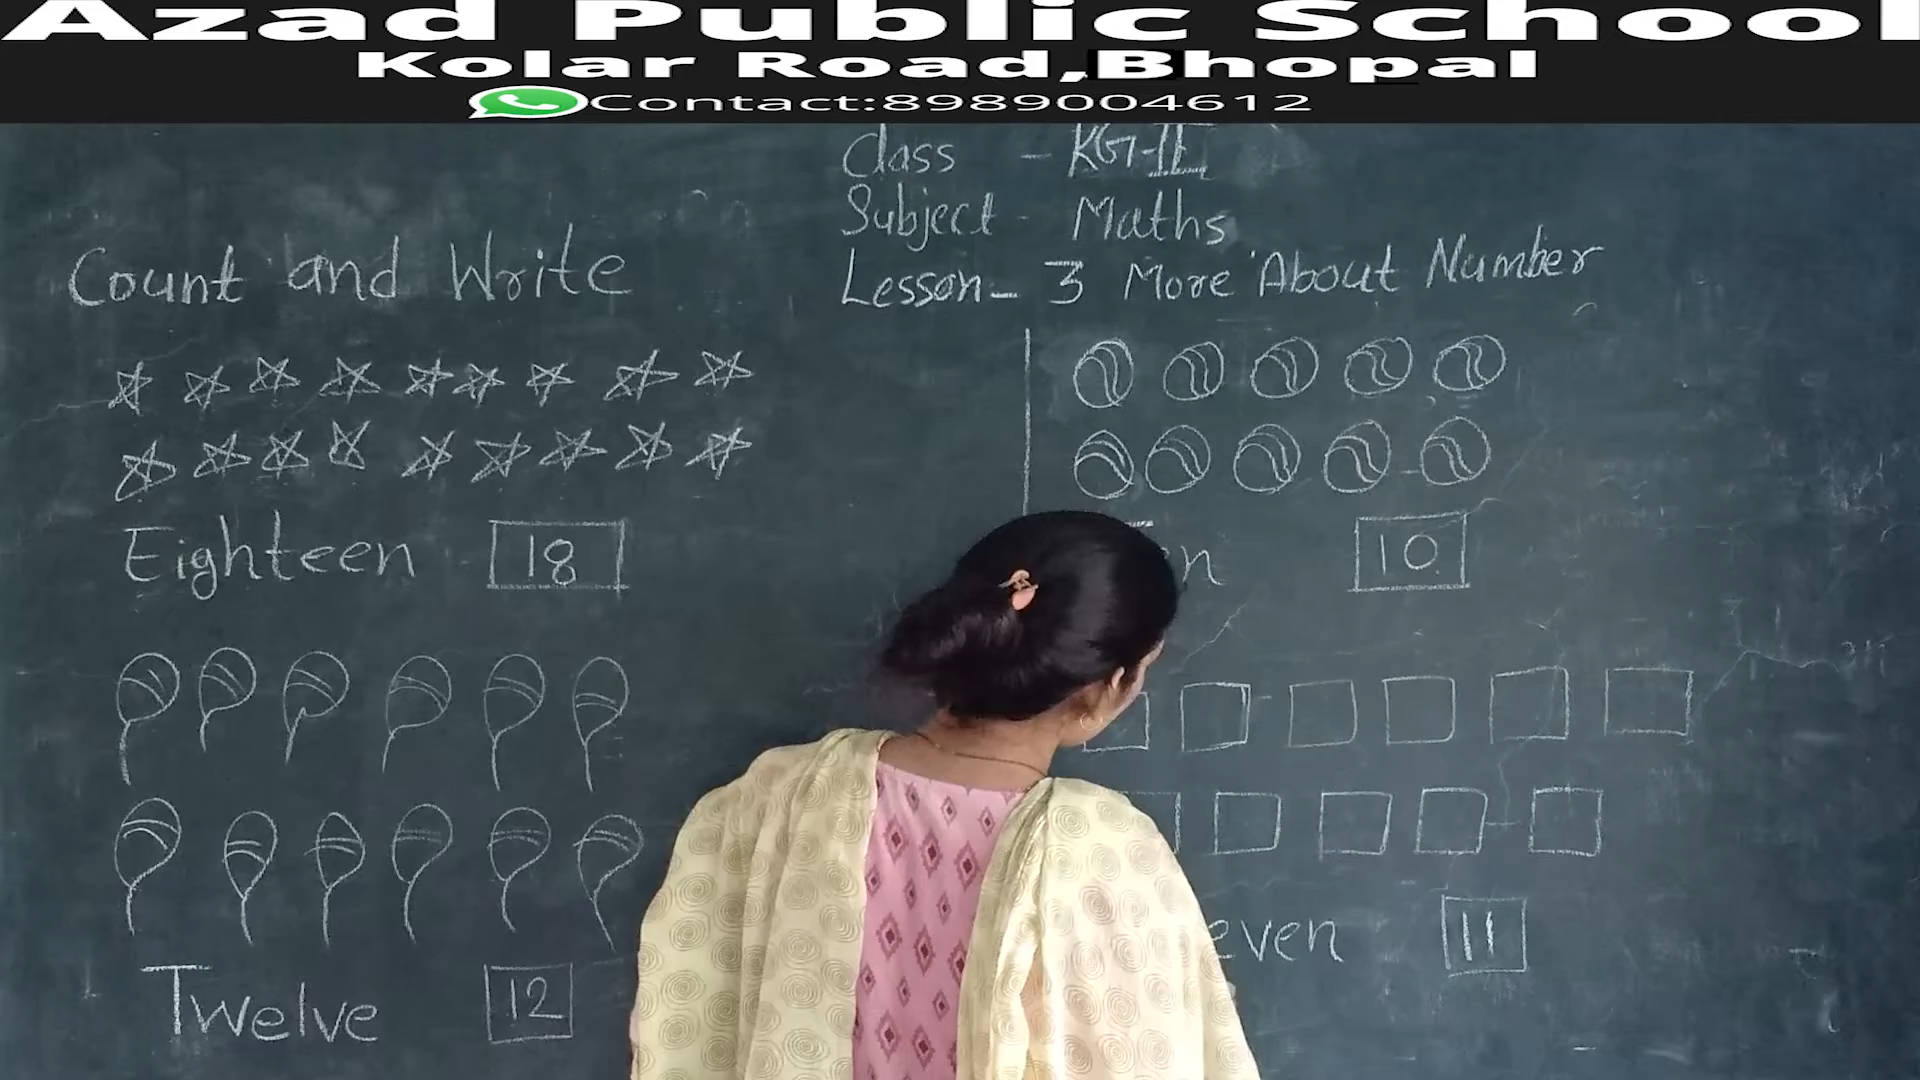 Azad Public School
Kolar Road,Bhopal
Contact:8989004612
Class - KG-II
Subject - Maths
Lesson - 3 More About Number
Count and Write
Eighteen 18
10
Twelve 12
11